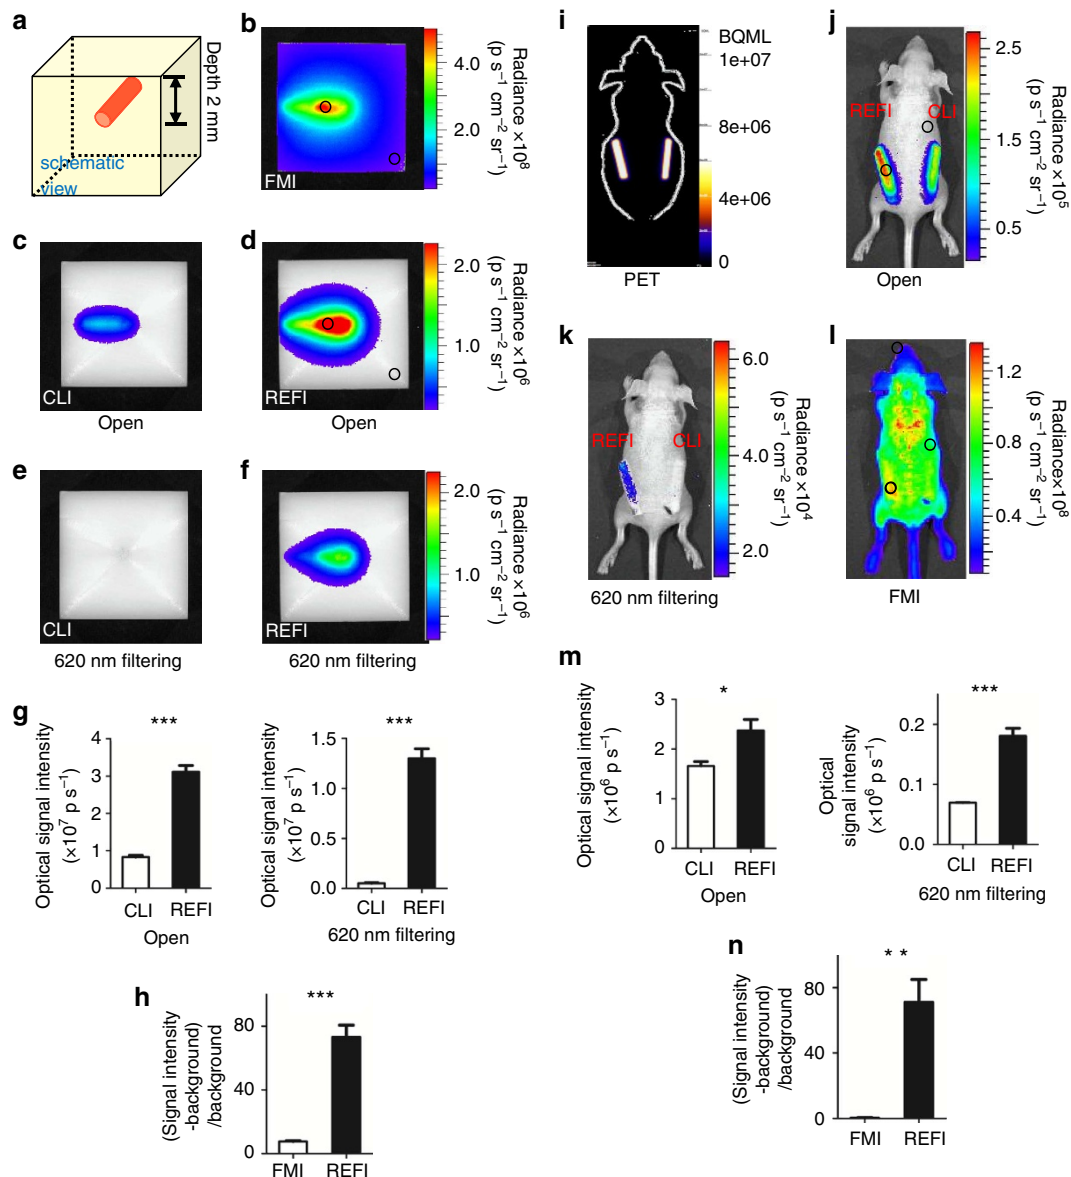 a
Depth 2 mm
schematic
view
b
FMI
4.0
2.0
Radiance ×10⁸
(p s⁻¹ cm⁻² sr⁻¹)
c
CLI
Open
d
REFI
2.0
1.0
Radiance ×10⁶
(p s⁻¹ cm⁻² sr⁻¹)
e
CLI
620 nm filtering
f
REFI
620 nm filtering
2.0
1.0
Radiance ×10⁶
(p s⁻¹ cm⁻² sr⁻¹)
g
Optical signal intensity
(×10⁷ p s⁻¹)
4
3
2
1
0
***
CLI REFI
Open
Optical signal intensity
(×10⁷ p s⁻¹)
1.5
1.0
0.5
0.0
***
CLI REFI
620 nm filtering
h
(Signal intensity
-background)
/background
80
40
0
***
FMI REFI
i
BQML
1e+07
8e+06
4e+06
0
PET
j
REFI CLI
Open
2.5
1.5
0.5
Radiance ×10⁵
(p s⁻¹ cm⁻² sr⁻¹)
k
REFI CLI
620 nm filtering
6.0
4.0
2.0
Radiance ×10⁴
(p s⁻¹ cm⁻² sr⁻¹)
l
FMI
1.2
0.8
0.4
Radiance×10⁸
(p s⁻¹ cm⁻² sr⁻¹)
m
Optical signal intensity
(×10⁶ p s⁻¹)
3
2
1
0
*
CLI REFI
Open
Optical
signal intensity
(×10⁶ p s⁻¹)
0.2
0.1
0.0
***
CLI REFI
620 nm filtering
n
(Signal intensity
-background)
/background
80
40
0
* *
FMI REFI